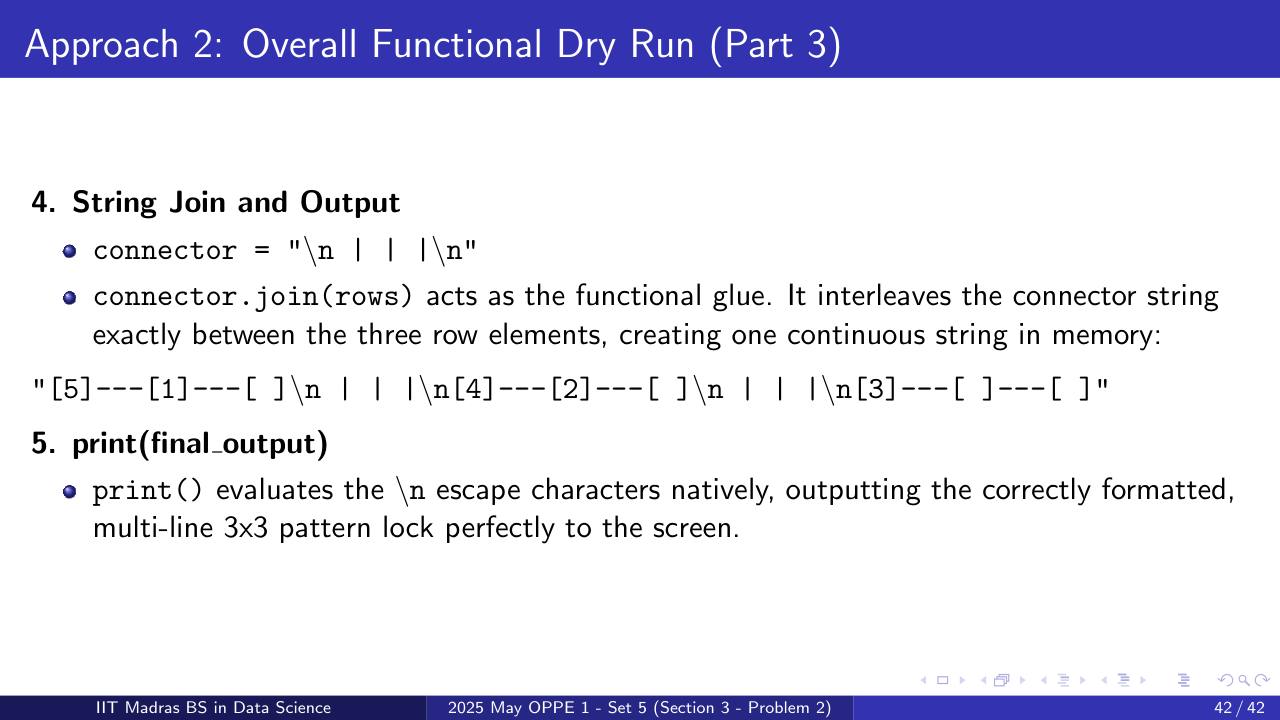 Approach 2: Overall Functional Dry Run (Part 3)
4. String Join and Output
connector = "\n | | |\n"
connector.join(rows) acts as the functional glue. It interleaves the connector string
exactly between the three row elements, creating one continuous string in memory:
"[5]---[1]---[ ]\n | | |\n[4]---[2]---[ ]\n | | |\n[3]---[ ]---[ ]"
5. print(final_output)
print() evaluates the \n escape characters natively, outputting the correctly formatted,
multi-line 3x3 pattern lock perfectly to the screen.
IIT Madras BS in Data Science
2025 May OPPE 1 - Set 5 (Section 3 - Problem 2)
42 / 42